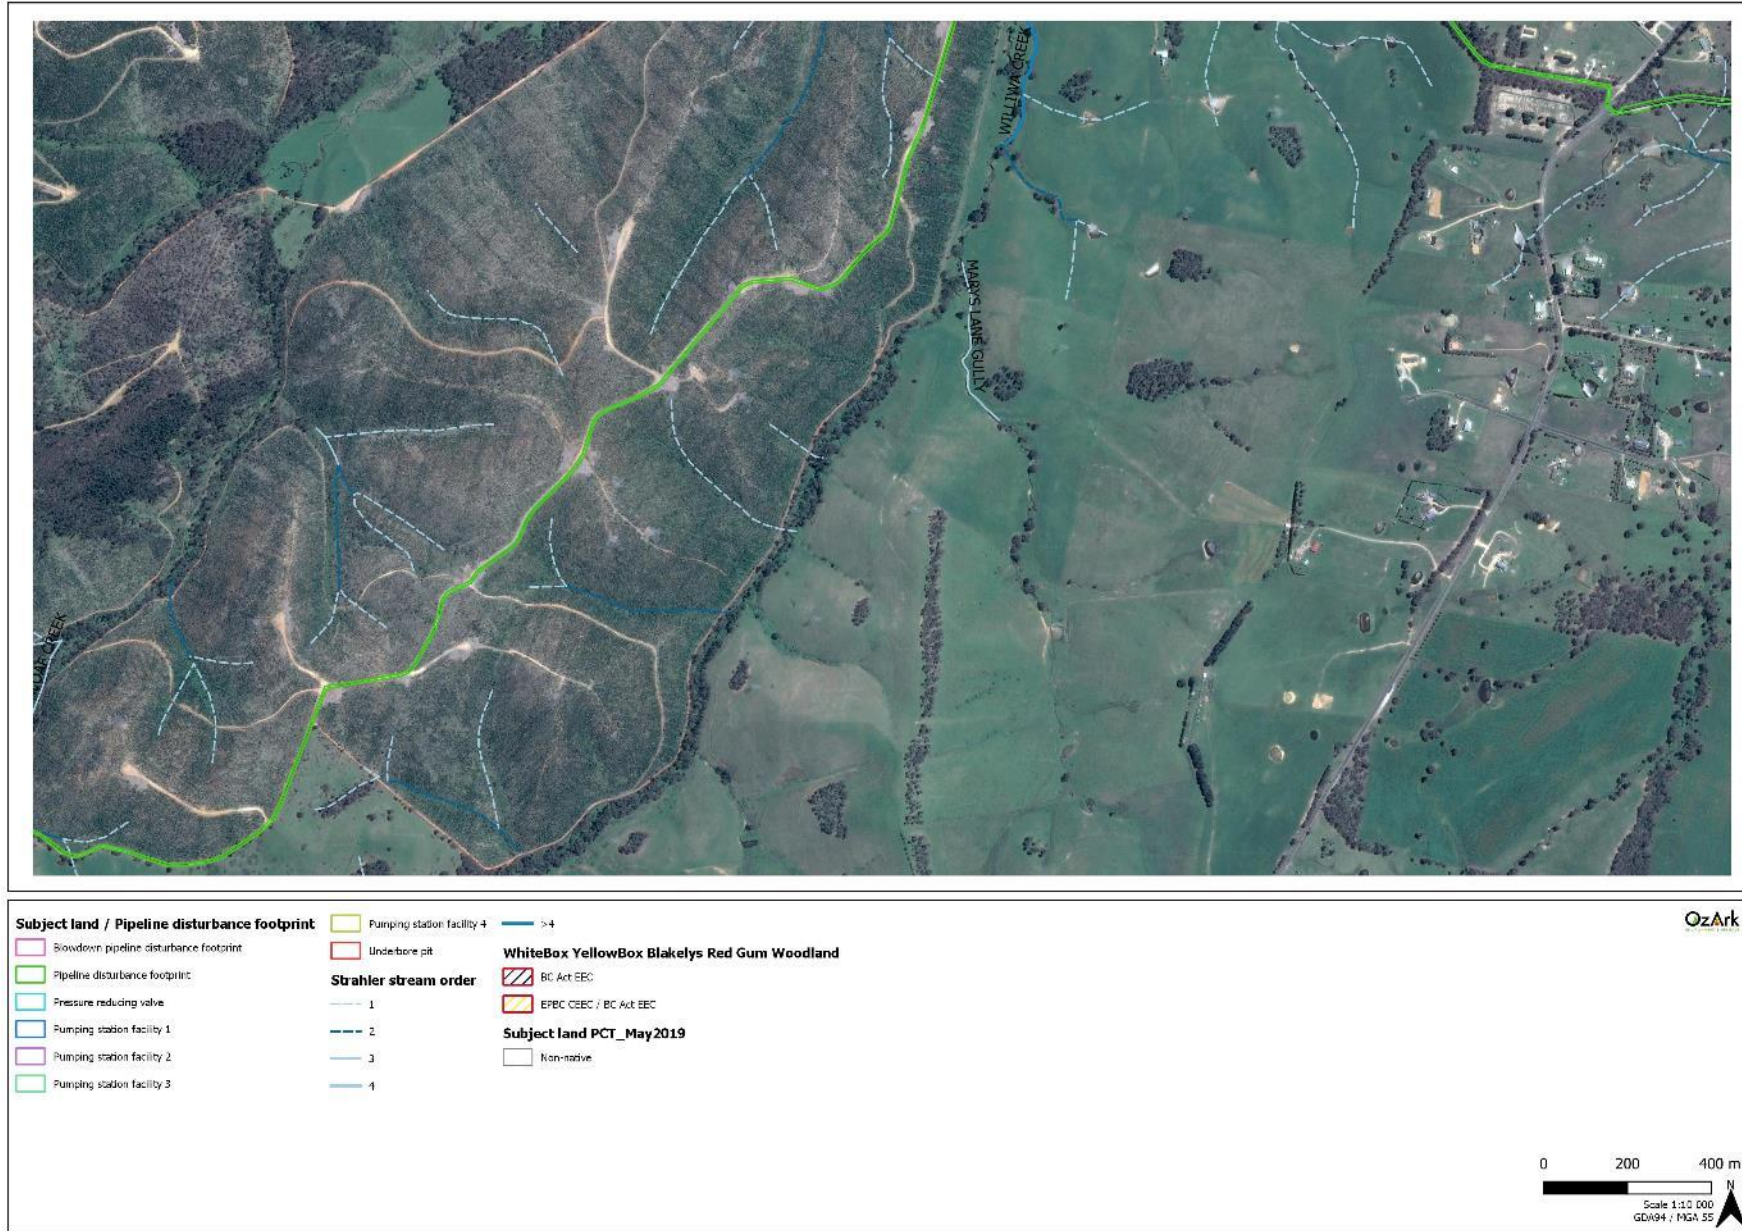 WILLIWA CREEK
MARYS LANE GULLY
CREEK
Subject land / Pipeline disturbance footprint
Blowdown pipeline disturbance footprint
Pipeline disturbance footprint
Pressure reducing valve
Pumping station facility 1
Pumping station facility 2
Pumping station facility 3
Pumping station facility 4
Underbore pit
Strahler stream order
1
2
3
4
>4
WhiteBox YellowBox Blakelys Red Gum Woodland
BC Act EEC
EPBC CEEC / BC Act EEC
Subject land PCT_May2019
Non-native
OzArk
0 200 400 m
N
Scale 1:10 000
GDA94 / MGA 55